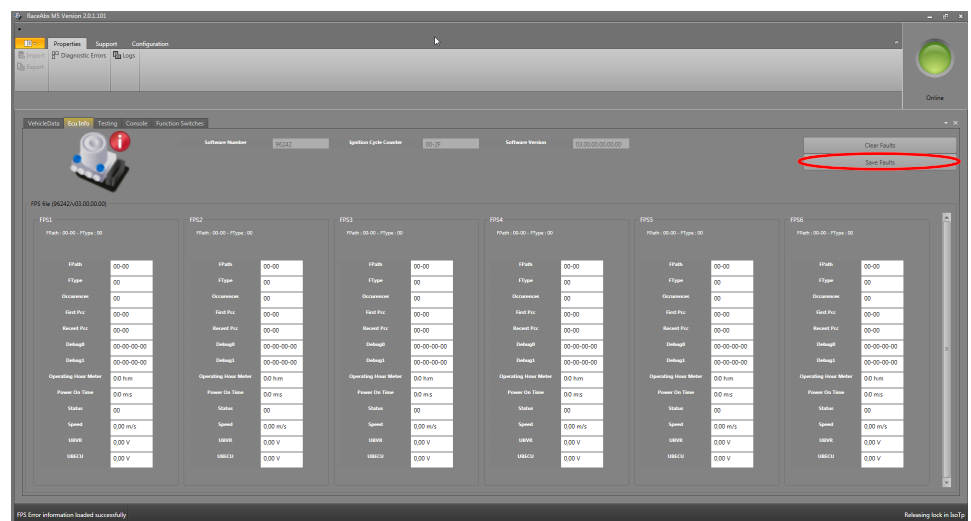 RaceAbs M5 Version 2.0.1.101
Properties Support Configuration
Import Diagnostic Errors Logs
Export
Online
VehicleData Ecu Info Testing Console Function Switches
Software Number 96242 Ignition Cycle Counter 00-2F Software Version 03.00.00.00.00.00 Clear Faults
Save Faults
FPS file (96242/v03.00.00.00)
FPS1 FPS2 FPS3 FPS4 FPS5 FPS6
FPath : 00-00 - FType : 00 FPath : 00-00 - FType : 00 FPath : 00-00 - FType : 00 FPath : 00-00 - FType : 00 FPath : 00-00 - FType : 00 FPath : 00-00 - FType : 00
FPath 00-00 FPath 00-00 FPath 00-00 FPath 00-00 FPath 00-00 FPath 00-00
FType 00 FType 00 FType 00 FType 00 FType 00 FType 00
Occurences 00 Occurences 00 Occurences 00 Occurences 00 Occurences 00 Occurences 00
First Pcc 00-00 First Pcc 00-00 First Pcc 00-00 First Pcc 00-00 First Pcc 00-00 First Pcc 00-00
Recent Pcc 00-00 Recent Pcc 00-00 Recent Pcc 00-00 Recent Pcc 00-00 Recent Pcc 00-00 Recent Pcc 00-00
Debug0 00-00-00-00 Debug0 00-00-00-00 Debug0 00-00-00-00 Debug0 00-00-00-00 Debug0 00-00-00-00 Debug0 00-00-00-00
Debug1 00-00-00-00 Debug1 00-00-00-00 Debug1 00-00-00-00 Debug1 00-00-00-00 Debug1 00-00-00-00 Debug1 00-00-00-00
Operating Hour Meter 0:0 hm Operating Hour Meter 0:0 hm Operating Hour Meter 0:0 hm Operating Hour Meter 0:0 hm Operating Hour Meter 0:0 hm Operating Hour Meter 0:0 hm
Power On Time 0:0 m:s Power On Time 0:0 m:s Power On Time 0:0 m:s Power On Time 0:0 m:s Power On Time 0:0 m:s Power On Time 0:0 m:s
Status 00 Status 00 Status 00 Status 00 Status 00 Status 00
Speed 0,00 m/s Speed 0,00 m/s Speed 0,00 m/s Speed 0,00 m/s Speed 0,00 m/s Speed 0,00 m/s
UBVR 0,00 V UBVR 0,00 V UBVR 0,00 V UBVR 0,00 V UBVR 0,00 V UBVR 0,00 V
UBECU 0,00 V UBECU 0,00 V UBECU 0,00 V UBECU 0,00 V UBECU 0,00 V UBECU 0,00 V
FPS Error information loaded succesfully Releasing lock in IsoTp